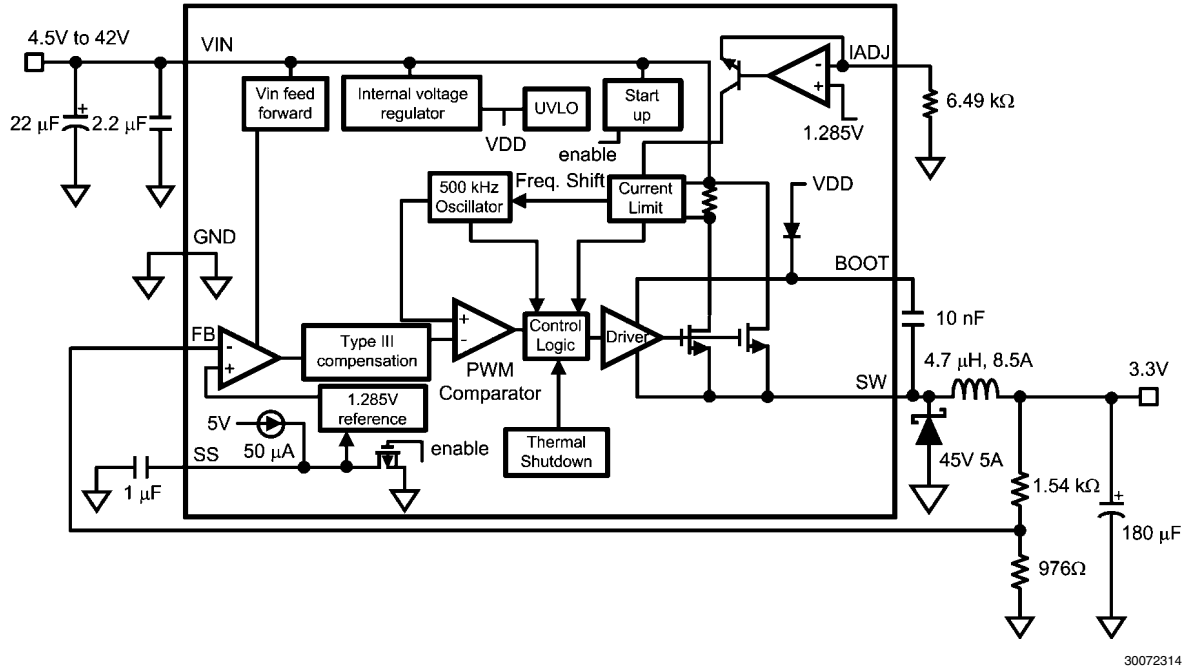 4.5V to 42V
VIN
IADJ
Vin feed
forward
Internal voltage
regulator
UVLO
VDD
Start
up
enable
-
+
1.285V
6.49 kΩ
+
22 μF
2.2 μF
500 kHz
Oscillator
Freq. Shift
Current
Limit
VDD
GND
BOOT
FB
-
+
Type III
compensation
+
-
PWM
Comparator
Control
Logic
Driver
10 nF
4.7 μH, 8.5A
SW
3.3V
1.285V
reference
5V
50 μA
SS
enable
Thermal
Shutdown
45V 5A
1 μF
1.54 kΩ
+
180 μF
976Ω
30072314